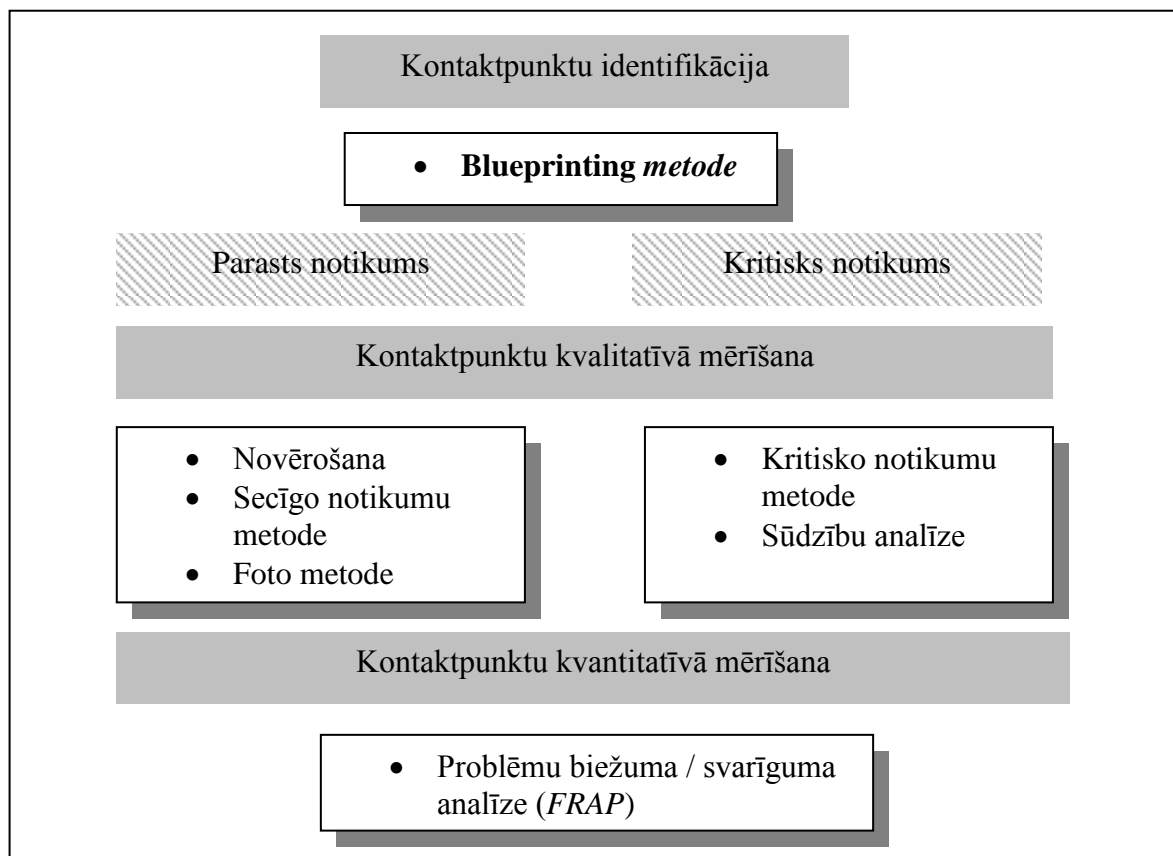 Kontaktpunktu identifikācija
• Blueprinting metode
Parasts notikums
Kritisks notikums
Kontaktpunktu kvalitatīvā mērīšana
• Novērošana
• Secīgo notikumu
metode
• Foto metode
• Kritisko notikumu
metode
• Sūdzību analīze
Kontaktpunktu kvantitatīvā mērīšana
• Problēmu biežuma / svarīguma
analīze (FRAP)